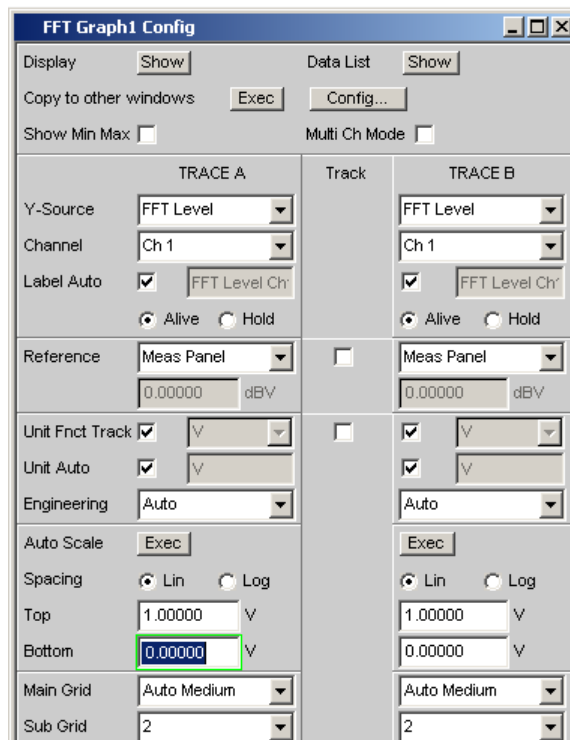 FFT Graph1 Config
Display Show Data List Show
Copy to other windows Exec Config...
Show Min Max Multi Ch Mode
TRACE A Track TRACE B
Y-Source FFT Level FFT Level
Channel Ch 1 Ch 1
Label Auto FFT Level Ch FFT Level Ch
Alive Hold Alive Hold
Reference Meas Panel Meas Panel
0.00000 dBV 0.00000 dBV
Unit Fnct Track V V
Unit Auto V V
Engineering Auto Auto
Auto Scale Exec Exec
Spacing Lin Log Lin Log
Top 1.00000 V 1.00000 V
Bottom 0.00000 V 0.00000 V
Main Grid Auto Medium Auto Medium
Sub Grid 2 2